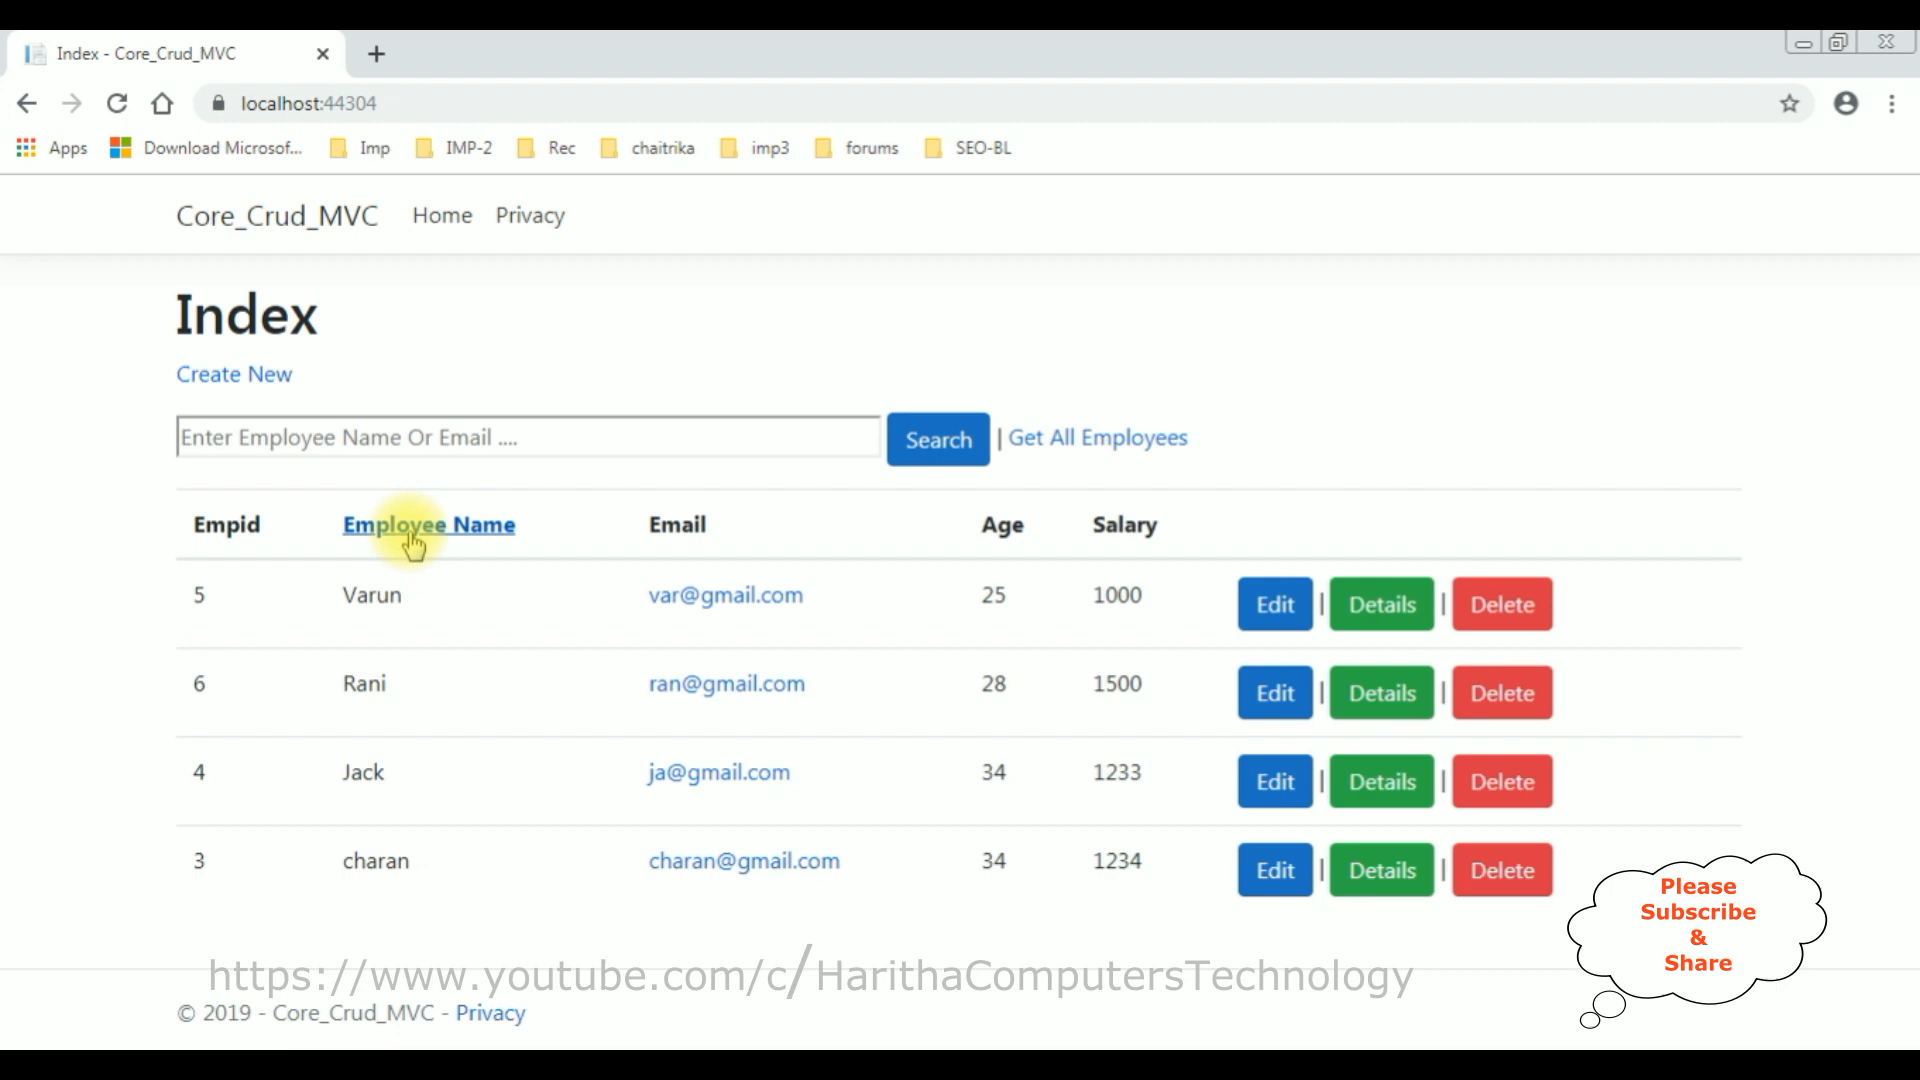 Index - Core_Crud_MVC
localhost:44304
Apps Download Microsof... Imp IMP-2 Rec chaitrika imp3 forums SEO-BL
Core_Crud_MVC Home Privacy
Index
Create New
Enter Employee Name Or Email .... Search | Get All Employees
Empid Employee Name Email Age Salary
5 Varun var@gmail.com 25 1000 Edit | Details | Delete
6 Rani ran@gmail.com 28 1500 Edit | Details | Delete
4 Jack ja@gmail.com 34 1233 Edit | Details | Delete
3 charan charan@gmail.com 34 1234 Edit | Details | Delete
Please
Subscribe
&
Share
https://www.youtube.com/c/HarithaComputersTechnology
© 2019 - Core_Crud_MVC - Privacy